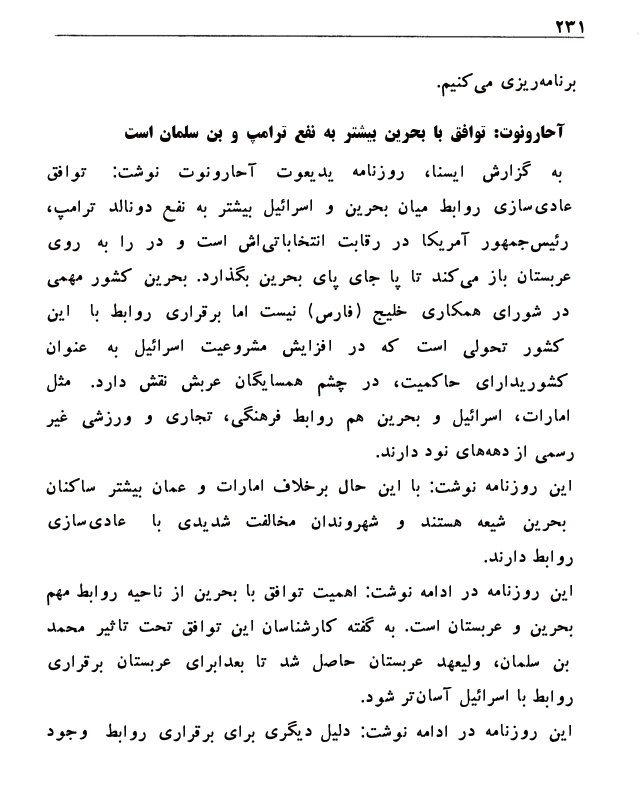 ۲۳۱
برنامه‌ریزی می‌کنیم.
آحارونوت: توافق با بحرین بیشتر به نفع ترامپ و بن سلمان است
به گزارش ایسنا، روزنامه یدیعوت آحارونوت نوشت: توافق
عادی‌سازی روابط میان بحرین و اسرائیل بیشتر به نفع دونالد ترامپ،
رئیس‌جمهور آمریکا در رقابت انتخاباتی‌اش است و در را به روی
عربستان باز می‌کند تا پا جای پای بحرین بگذارد. بحرین کشور مهمی
در شورای همکاری خلیج (فارس) نیست اما برقراری روابط با این
کشور تحولی است که در افزایش مشروعیت اسرائیل به عنوان
کشوریدارای حاکمیت، در چشم همسایگان عربش نقش دارد. مثل
امارات، اسرائیل و بحرین هم روابط فرهنگی، تجاری و ورزشی غیر
رسمی از دهه‌های نود دارند.
این روزنامه نوشت: با این حال برخلاف امارات و عمان بیشتر ساکنان
بحرین شیعه هستند و شهروندان مخالفت شدیدی با عادی‌سازی
روابط دارند.
این روزنامه در ادامه نوشت: اهمیت توافق با بحرین از ناحیه روابط مهم
بحرین و عربستان است. به گفته کارشناسان این توافق تحت تاثیر محمد
بن سلمان، ولیعهد عربستان حاصل شد تا بعدابرای عربستان برقراری
روابط با اسرائیل آسان‌تر شود.
این روزنامه در ادامه نوشت: دلیل دیگری برای برقراری روابط وجود